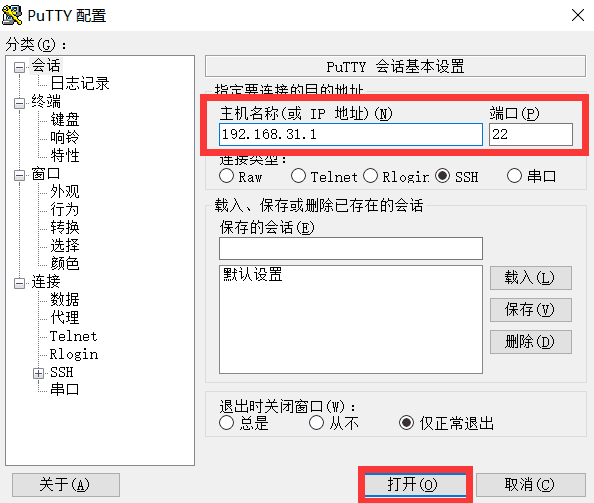 PuTTY 配置
分类(G)：
会话
日志记录
终端
键盘
响铃
特性
窗口
外观
行为
转换
选择
颜色
连接
数据
代理
Telnet
Rlogin
SSH
串口
PuTTY 会话基本设置
指定要连接的目的地址
主机名称(或 IP 地址)(N) 端口(P)
192.168.31.1 22
连接类型：
Raw Telnet Rlogin SSH 串口
载入、保存或删除已存在的会话
保存的会话(E)
默认设置
载入(L)
保存(V)
删除(D)
退出时关闭窗口(W)：
总是 从不 仅正常退出
关于(A) 打开(O) 取消(C)